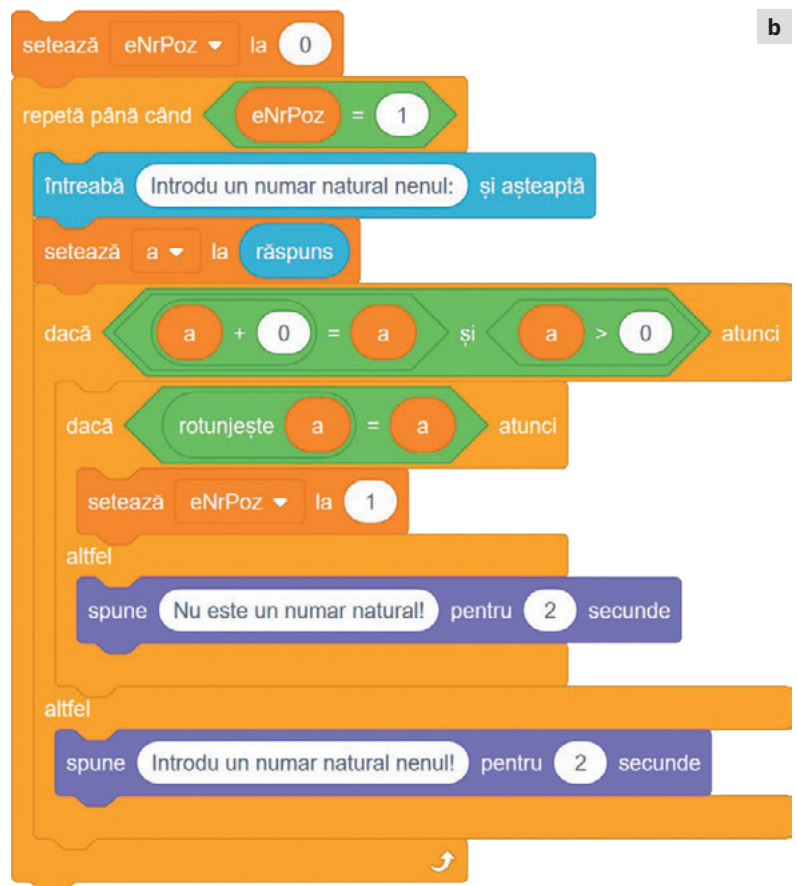 b
setează eNrPoz la 0
repetă până când eNrPoz = 1
întreabă Introdu un numar natural nenul: și așteaptă
setează a la răspuns
dacă a + 0 = a și a > 0 atunci
dacă rotunjește a = a atunci
setează eNrPoz la 1
altfel
spune Nu este un numar natural! pentru 2 secunde
altfel
spune Introdu un numar natural nenul! pentru 2 secunde